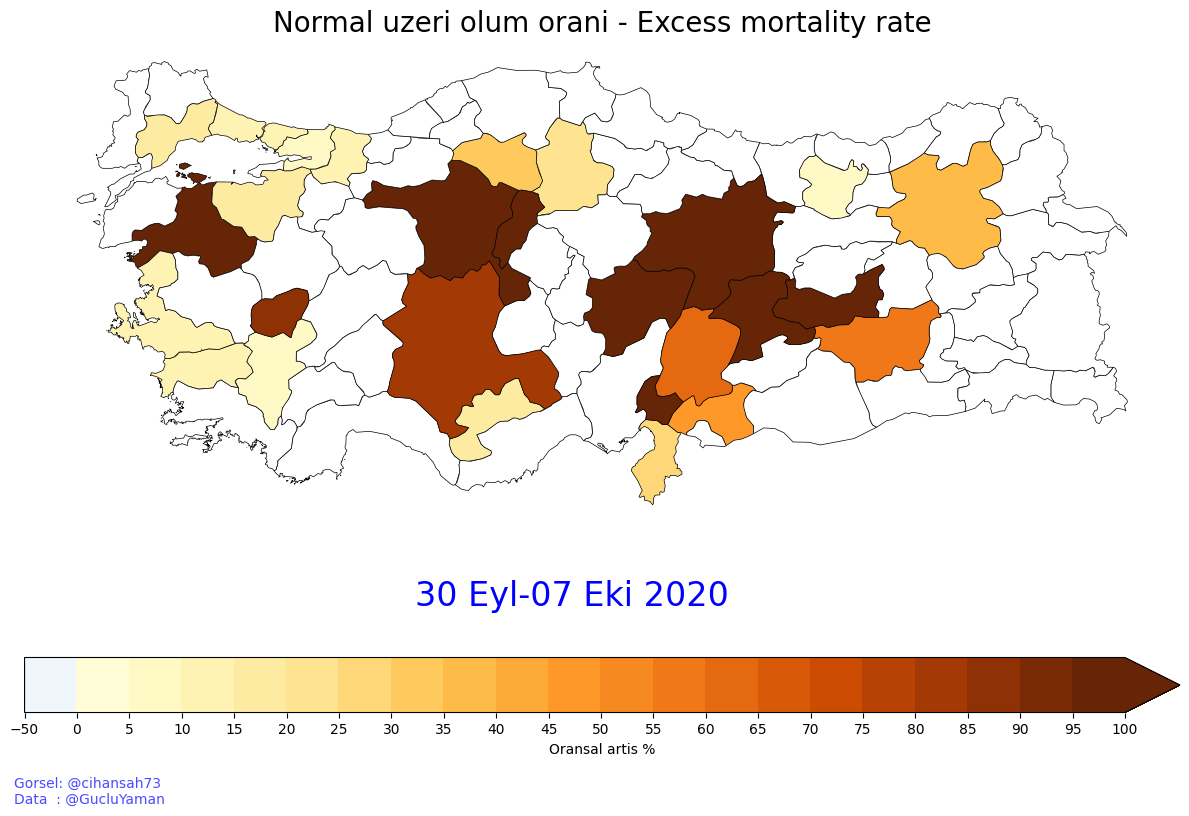 Normal uzeri olum orani - Excess mortality rate
30 Eyl-07 Eki 2020
−50 0 5 10 15 20 25 30 35 40 45 50 55 60 65 70 75 80 85 90 95 100
Oransal artis %
Gorsel: @cihansah73
Data : @GucluYaman